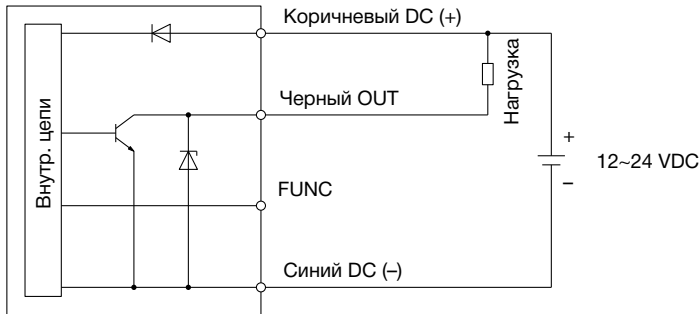 Коричневый DC (+)
Нагрузка
Черный OUT
Внутр. цепи
+
12~24 VDC
–
FUNC
Синий DC (–)